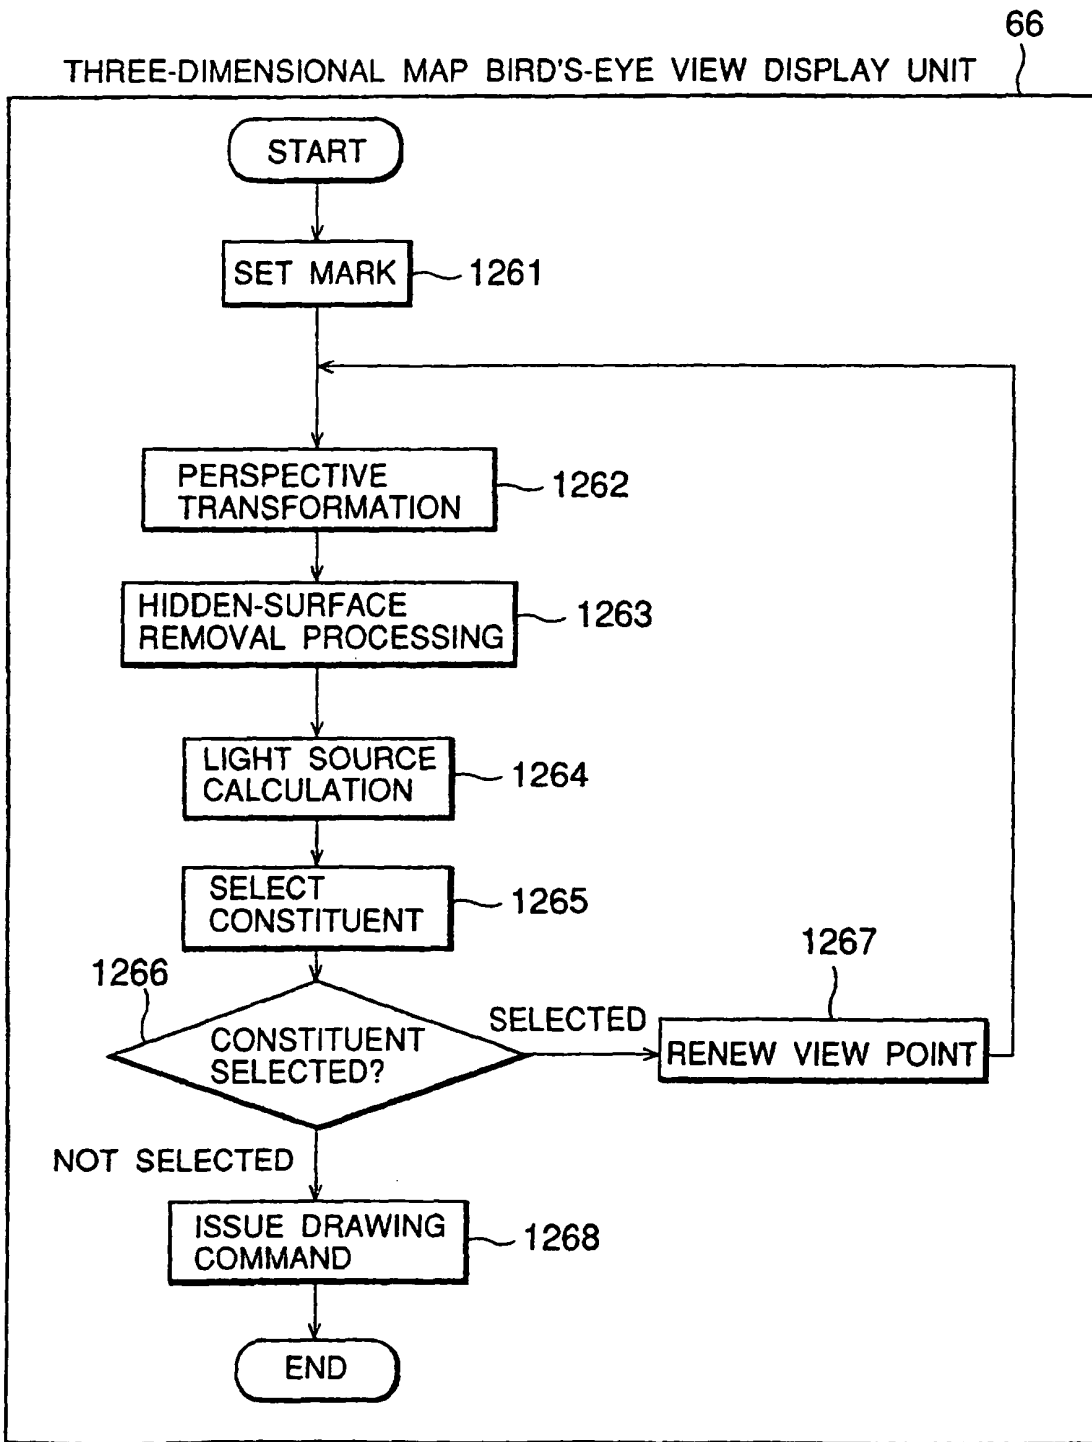 66
THREE-DIMENSIONAL MAP BIRD'S-EYE VIEW DISPLAY UNIT
START
SET MARK
1261
PERSPECTIVE
TRANSFORMATION
1262
HIDDEN-SURFACE
REMOVAL PROCESSING
1263
LIGHT SOURCE
CALCULATION
1264
SELECT
CONSTITUENT
1265
1266
CONSTITUENT
SELECTED?
SELECTED
1267
RENEW VIEW POINT
NOT SELECTED
ISSUE DRAWING
COMMAND
1268
END